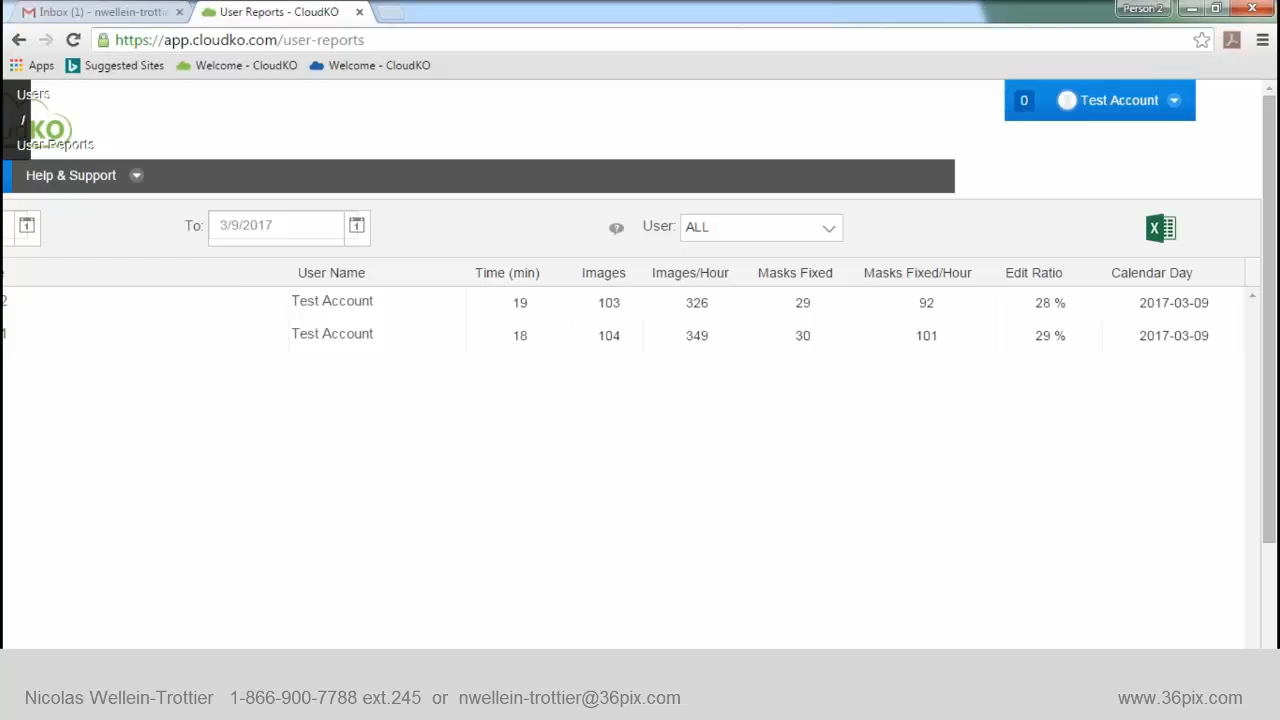 Inbox (1) - nwellein-trottie
User Reports - CloudKO
Person 2
https://app.cloudko.com/user-reports
Apps Suggested Sites Welcome - CloudKO Welcome - CloudKO
Users
/
User Reports
KO
0 Test Account
Help & Support
1 To: 3/9/2017 1 User: ALL
User Name Time (min) Images Images/Hour Masks Fixed Masks Fixed/Hour Edit Ratio Calendar Day
2 Test Account 19 103 326 29 92 28 % 2017-03-09
1 Test Account 18 104 349 30 101 29 % 2017-03-09
Nicolas Wellein-Trottier 1-866-900-7788 ext.245 or nwellein-trottier@36pix.com www.36pix.com